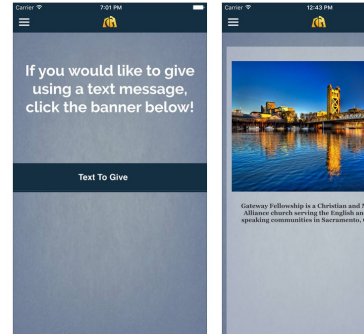 Carrier 7:01 PM
If you would like to give
using a text message,
click the banner below!
Text To Give
Carrier 12:43 PM
Gateway Fellowship is a Christian and
Alliance church serving the English an
speaking communities in Sacramento,